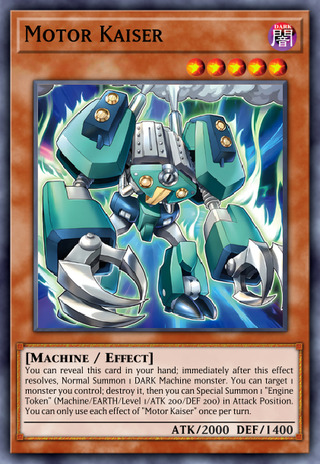 Motor Kaiser
DARK
闇
[Machine / Effect]
You can reveal this card in your hand; immediately after this effect
resolves, Normal Summon 1 DARK Machine monster. You can target 1
monster you control; destroy it, then you can Special Summon 1 "Engine
Token" (Machine/EARTH/Level 1/ATK 200/DEF 200) in Attack Position.
You can only use each effect of "Motor Kaiser" once per turn.
ATK/2000 DEF/1400